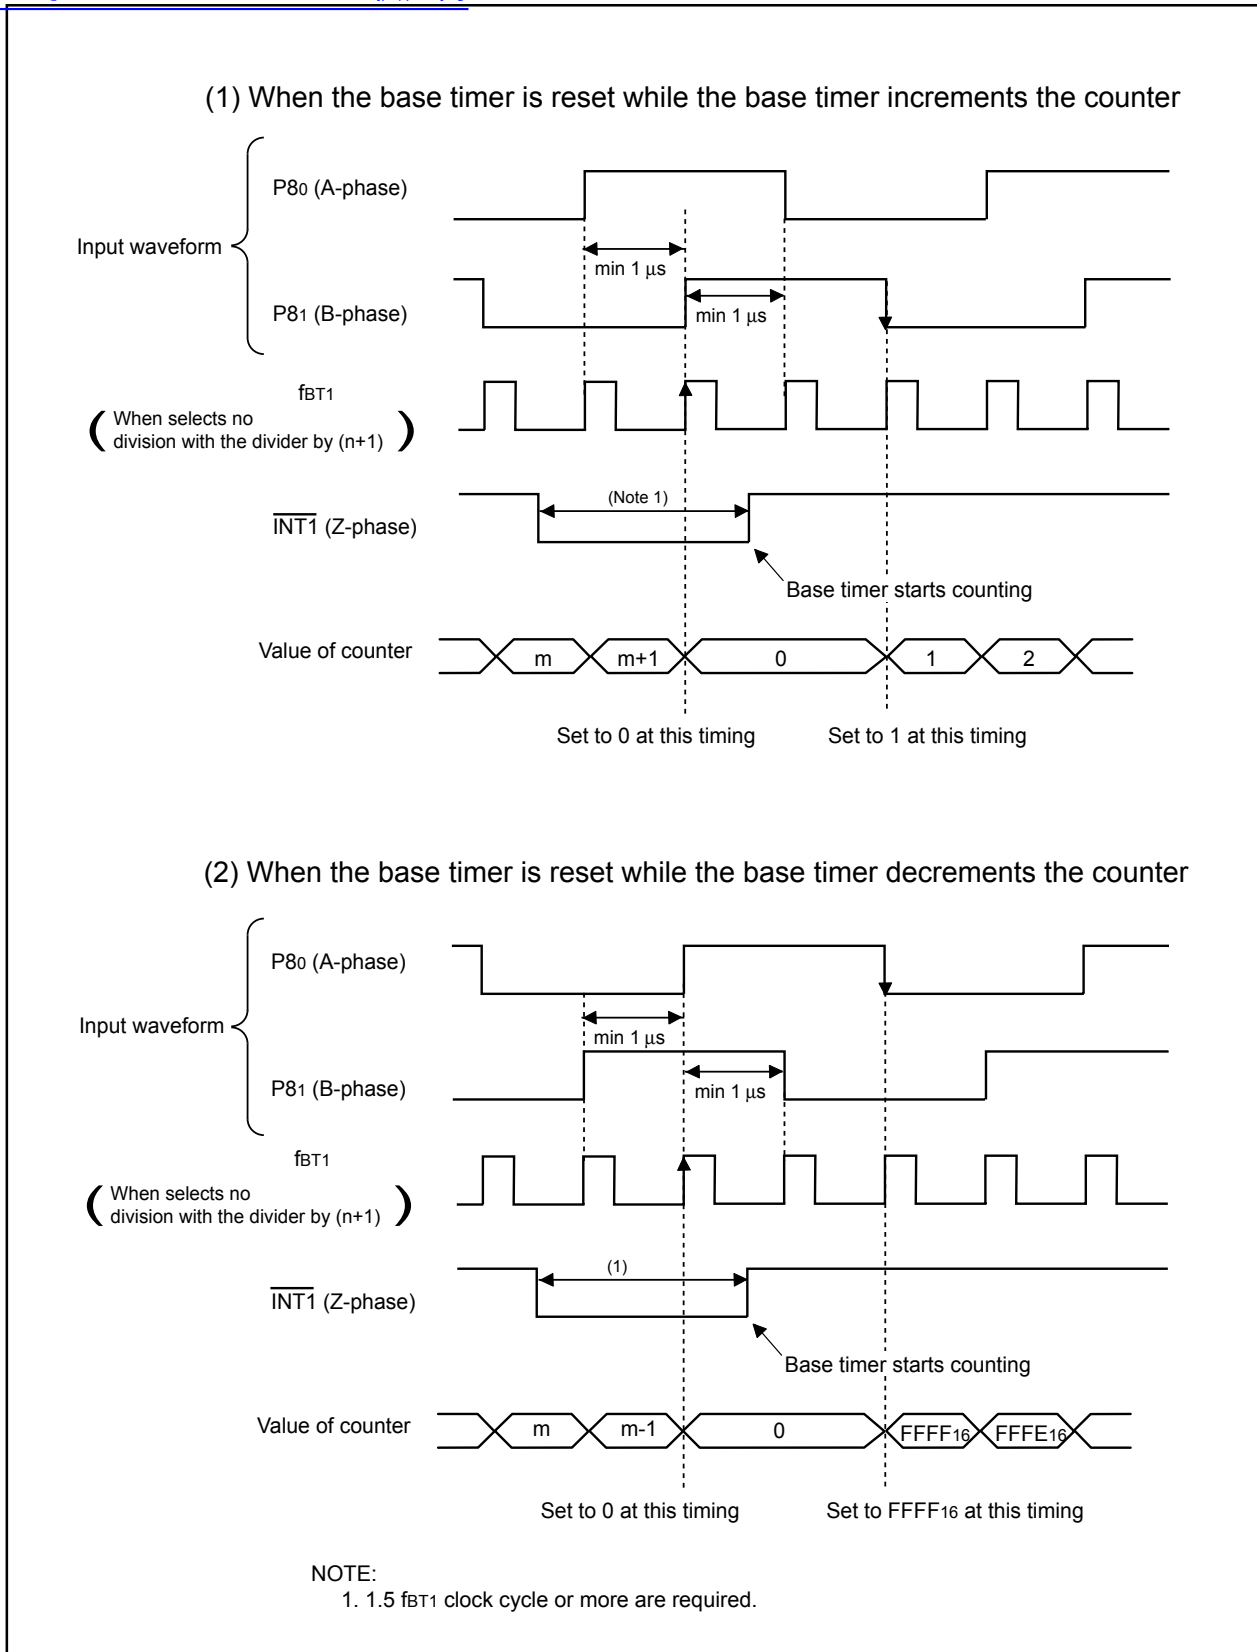 (1) When the base timer is reset while the base timer increments the counter
P80 (A-phase)
Input waveform
min 1 μs
P81 (B-phase)
min 1 μs
fBT1
( When selects no
division with the divider by (n+1) )
(Note 1)
INT1 (Z-phase)
Base timer starts counting
Value of counter
m
m+1
0
1
2
Set to 0 at this timing
Set to 1 at this timing
(2) When the base timer is reset while the base timer decrements the counter
P80 (A-phase)
Input waveform
min 1 μs
P81 (B-phase)
min 1 μs
fBT1
( When selects no
division with the divider by (n+1) )
(1)
INT1 (Z-phase)
Base timer starts counting
Value of counter
m
m-1
0
FFFF16
FFFE16
Set to 0 at this timing
Set to FFFF16 at this timing
NOTE:
1. 1.5 fBT1 clock cycle or more are required.